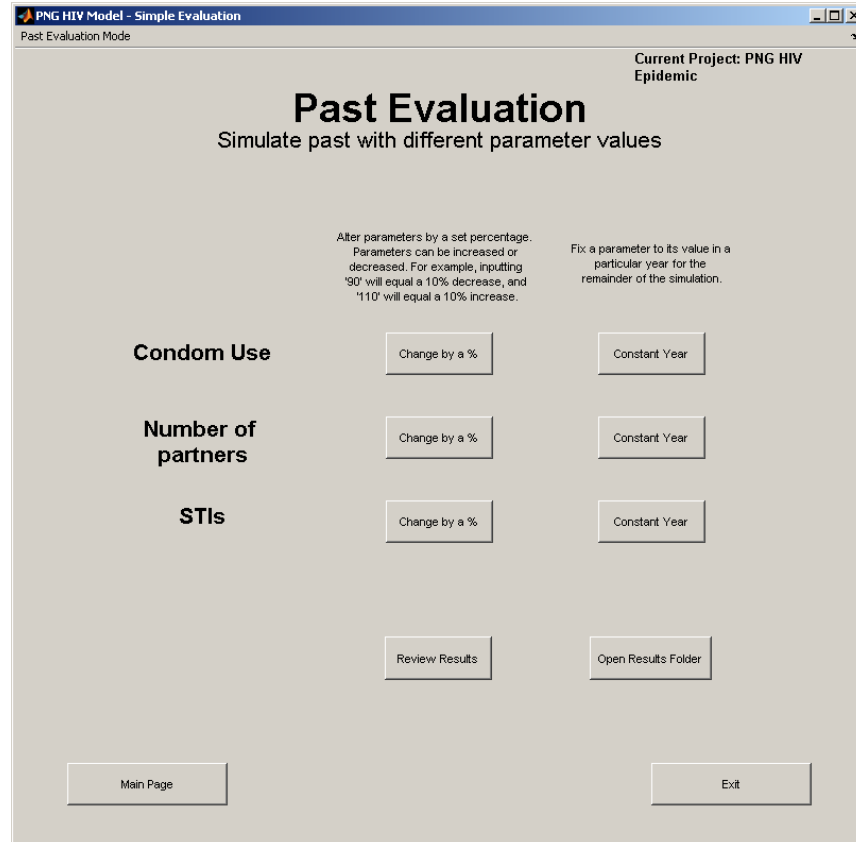 PNG HIV Model - Simple Evaluation
Past Evaluation Mode
Current Project: PNG HIV
Epidemic
Past Evaluation
Simulate past with different parameter values
Alter parameters by a set percentage.
Parameters can be increased or
decreased. For example, inputting
'90' will equal a 10% decrease, and
'110' will equal a 10% increase.
Fix a parameter to its value in a
particular year for the
remainder of the simulation.
Condom Use
Change by a %
Constant Year
Number of
partners
Change by a %
Constant Year
STIs
Change by a %
Constant Year
Review Results
Open Results Folder
Main Page
Exit